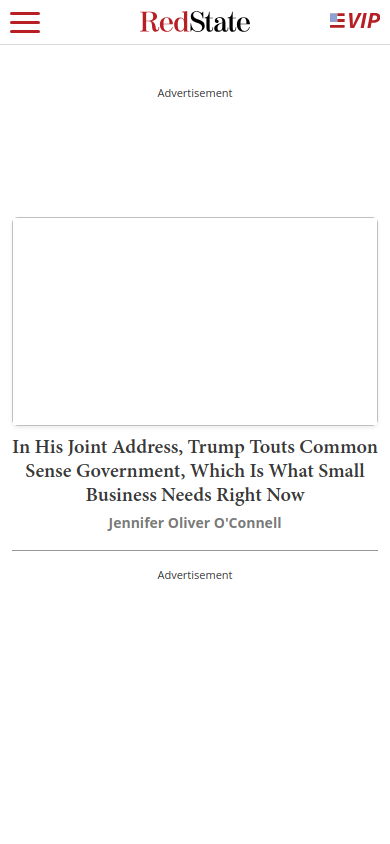 RedState
VIP
Advertisement
In His Joint Address, Trump Touts Common
Sense Government, Which Is What Small
Business Needs Right Now
Jennifer Oliver O'Connell
Advertisement